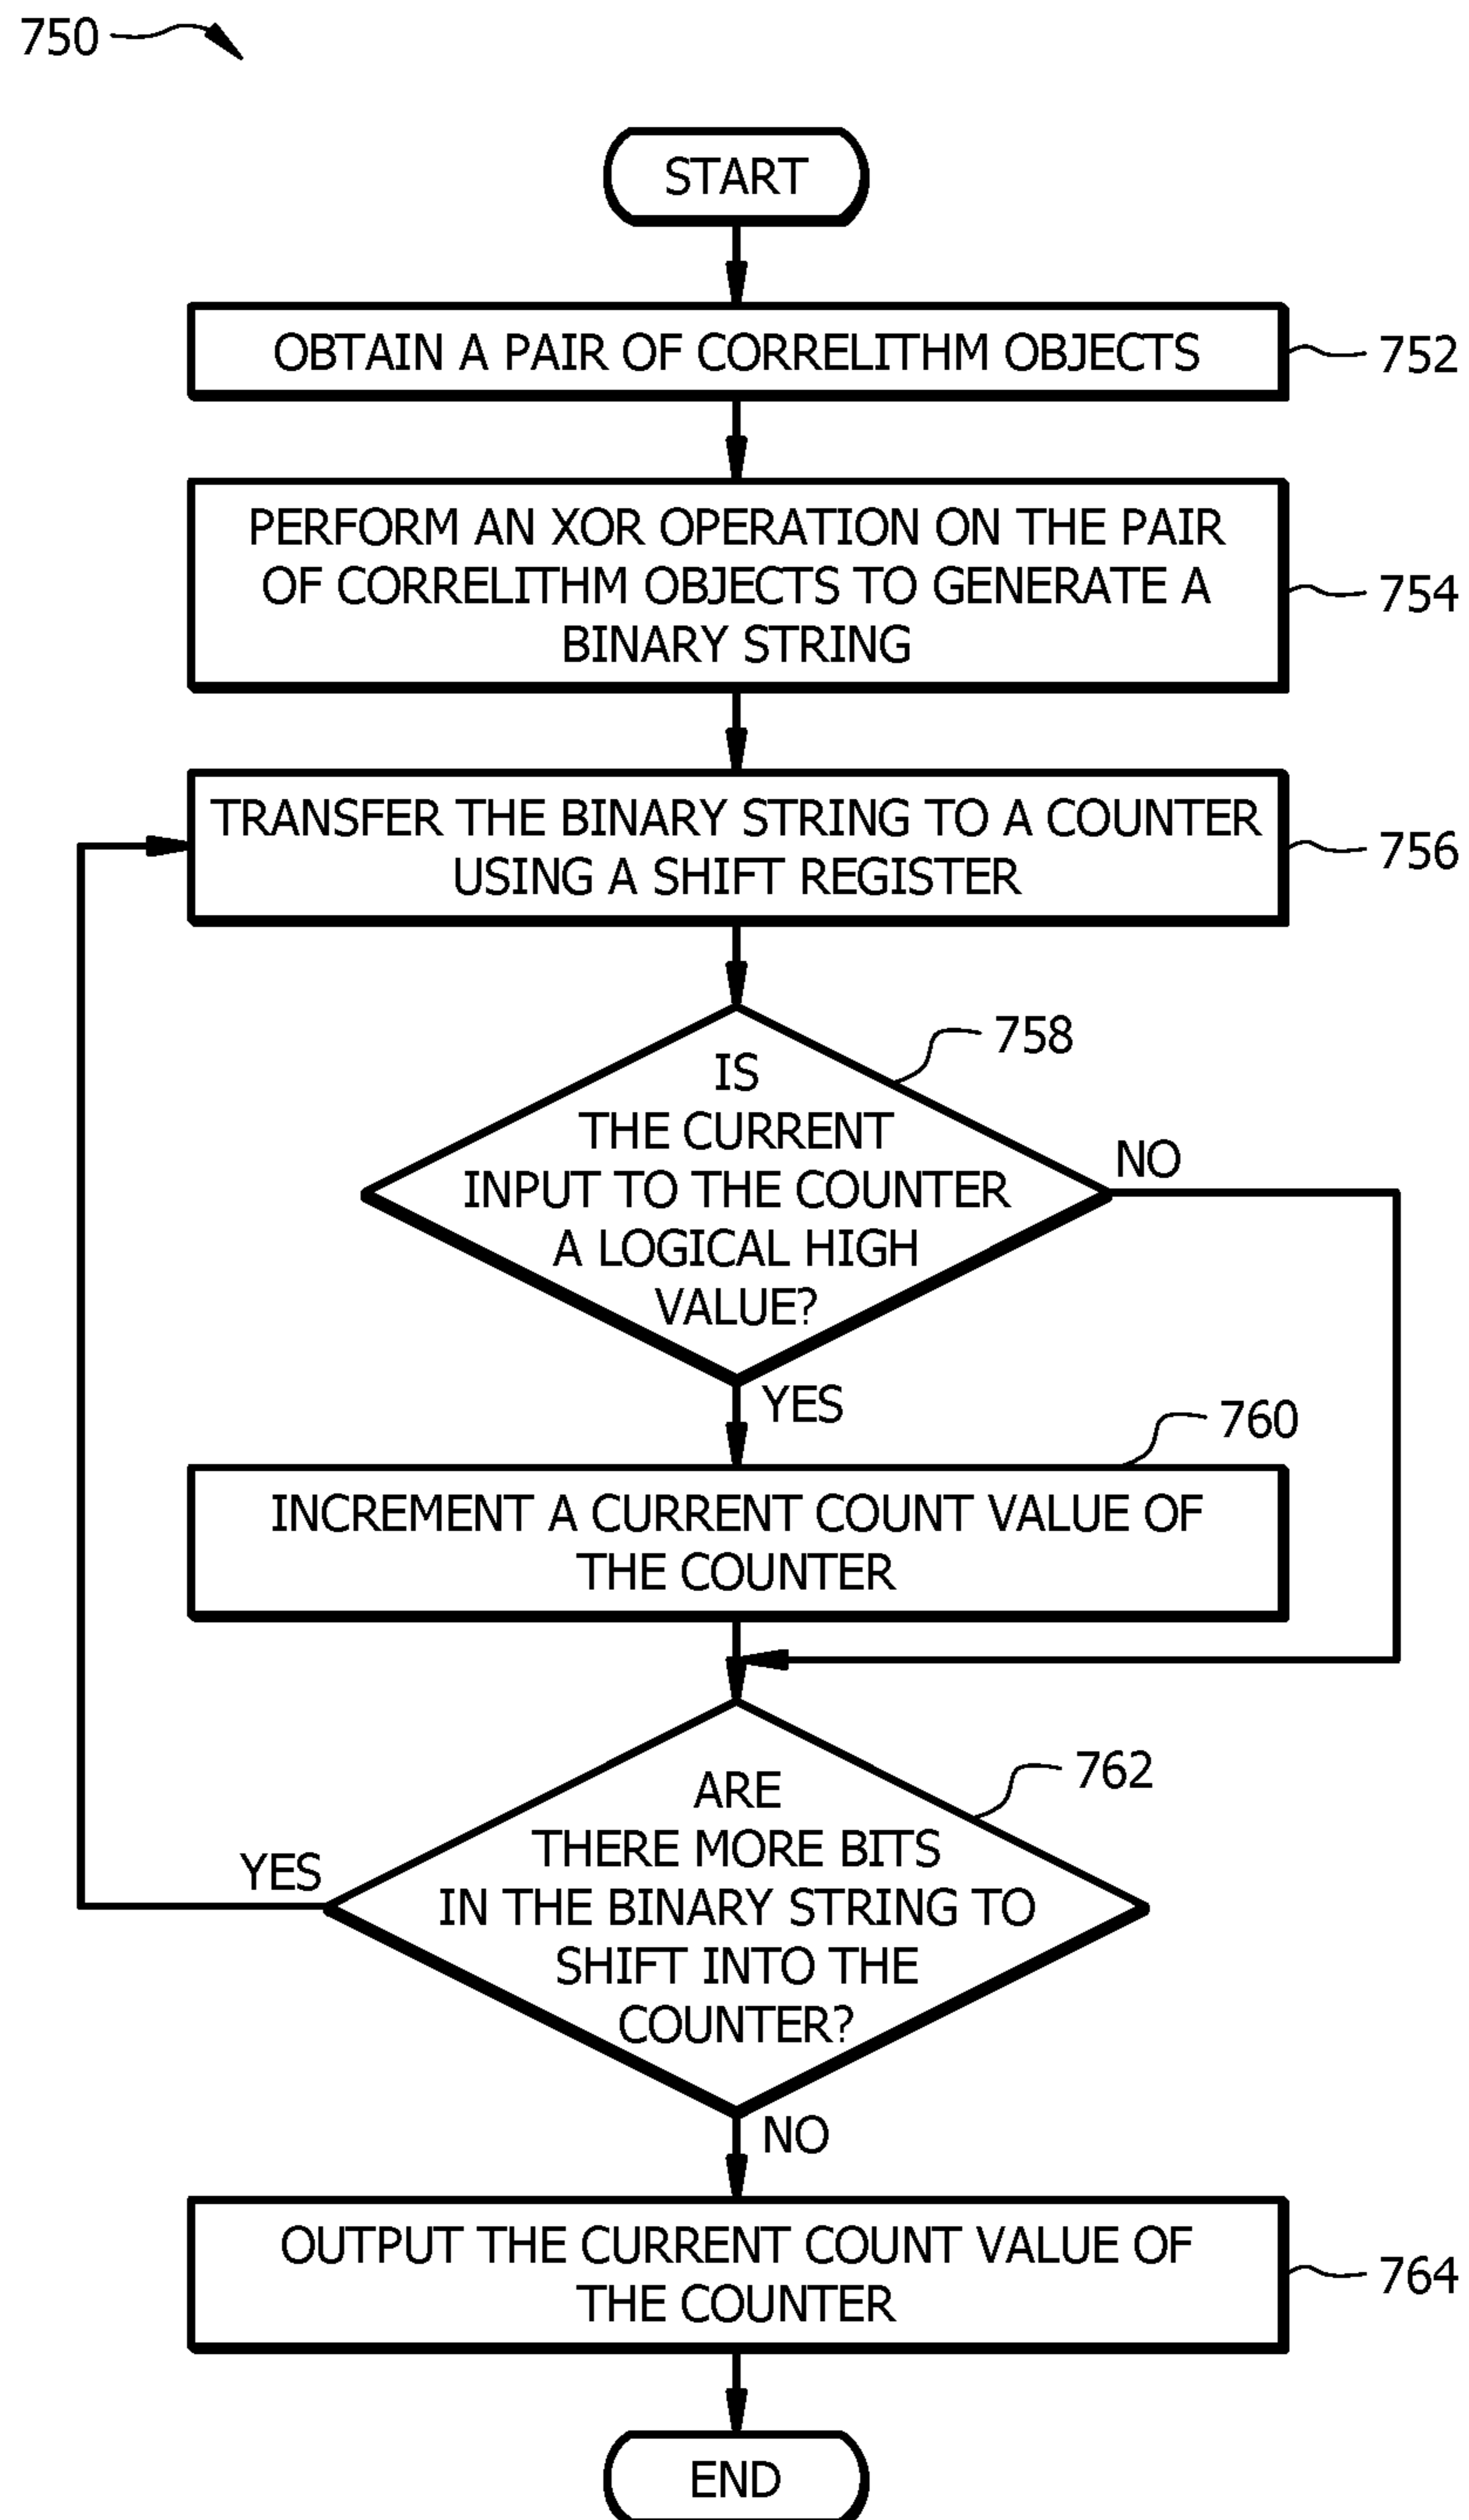 750
START
OBTAIN A PAIR OF CORRELITHM OBJECTS
752
PERFORM AN XOR OPERATION ON THE PAIR
OF CORRELITHM OBJECTS TO GENERATE A
BINARY STRING
754
TRANSFER THE BINARY STRING TO A COUNTER
USING A SHIFT REGISTER
756
IS
THE CURRENT
INPUT TO THE COUNTER
A LOGICAL HIGH
VALUE?
758
NO
YES
760
INCREMENT A CURRENT COUNT VALUE OF
THE COUNTER
ARE
THERE MORE BITS
IN THE BINARY STRING TO
SHIFT INTO THE
COUNTER?
762
YES
NO
OUTPUT THE CURRENT COUNT VALUE OF
THE COUNTER
764
END